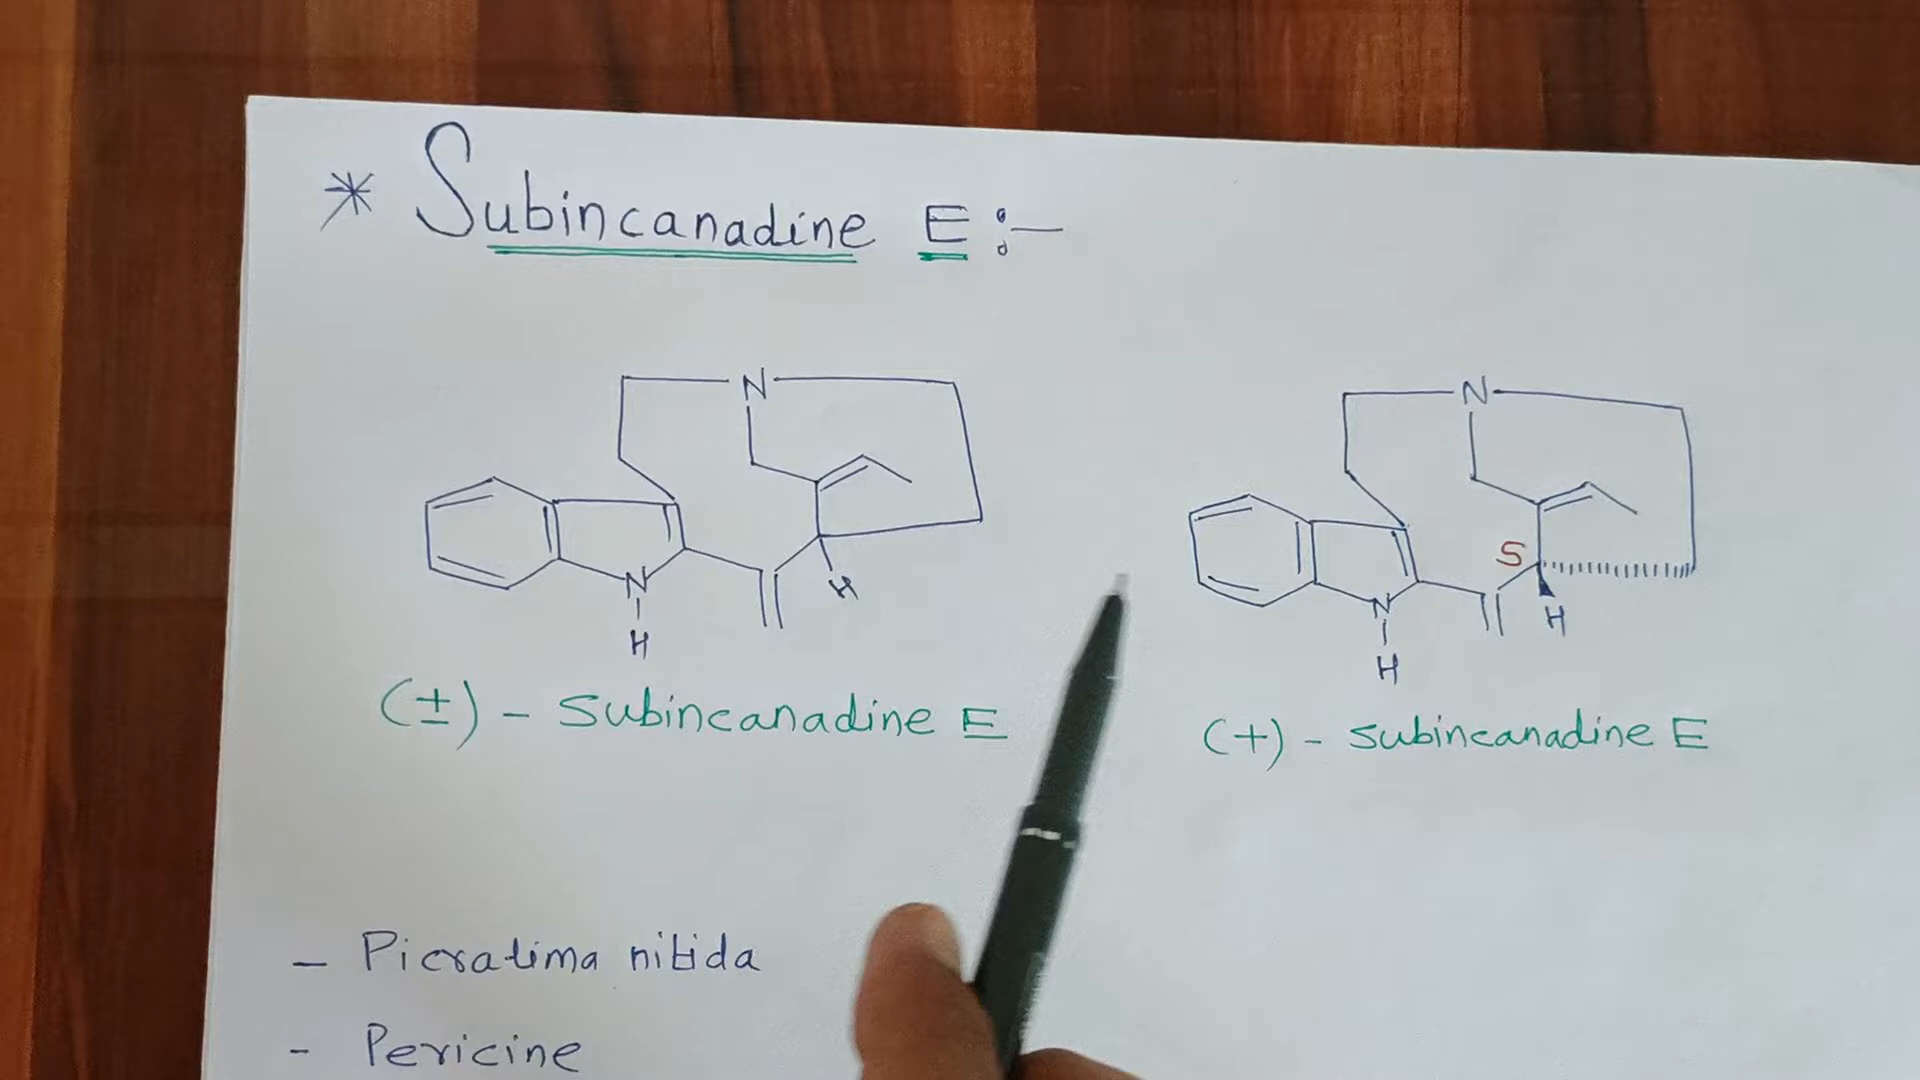 * Subincanadine E :-
N N
S
H H
N N
H H
(±) - Subincanadine E (+) - Subincanadine E
- Picratima nitida
- Pericine